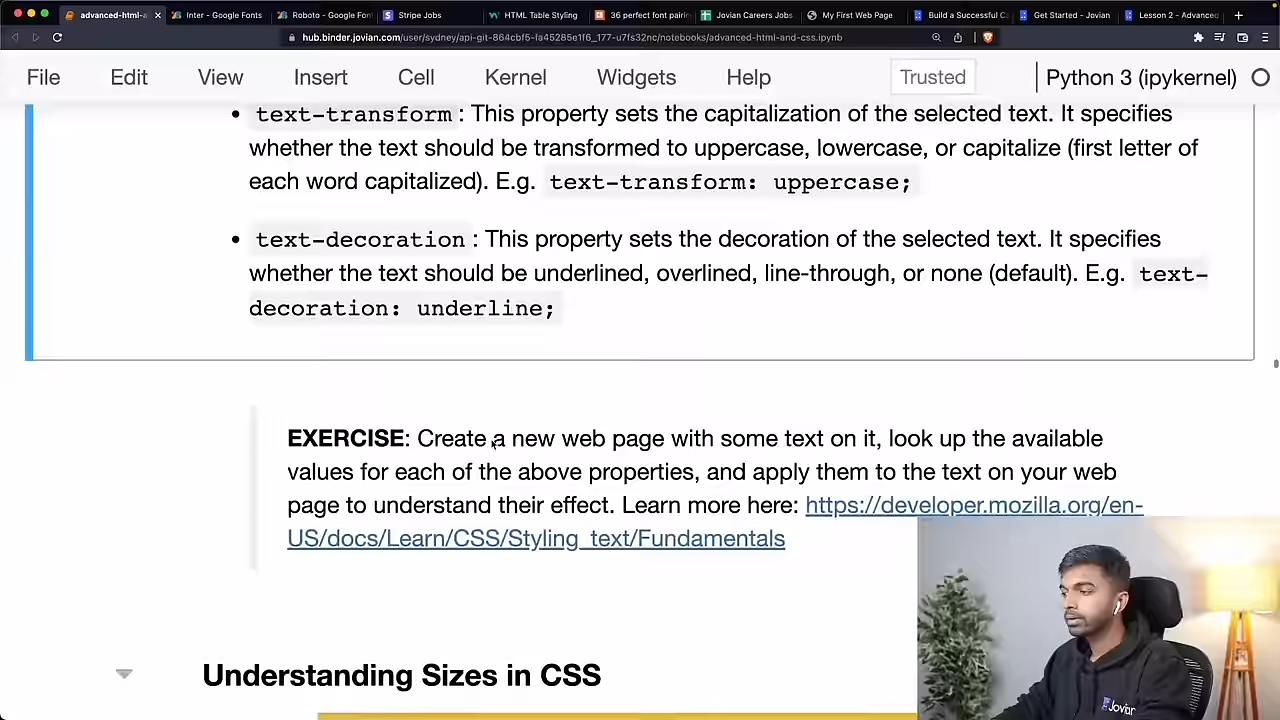 advanced-html-a
Inter - Google Fonts
Roboto - Google Fon
Stripe Jobs
HTML Table Styling
36 perfect font pairin
Jovian Careers Jobs
My First Web Page
Build a Successful Ca
Get Started - Jovian
Lesson 2 - Advanced
hub.binder.jovian.com/user/sydney/api-git-864cbf5-fa45285e1f6_177-u7fs32nc/notebooks/advanced-html-and-css.ipynb
File Edit View Insert Cell Kernel Widgets Help Trusted Python 3 (ipykernel)
• text-transform : This property sets the capitalization of the selected text. It specifies
whether the text should be transformed to uppercase, lowercase, or capitalize (first letter of
each word capitalized). E.g. text-transform: uppercase;
• text-decoration : This property sets the decoration of the selected text. It specifies
whether the text should be underlined, overlined, line-through, or none (default). E.g. text-
decoration: underline;
EXERCISE: Create a new web page with some text on it, look up the available
values for each of the above properties, and apply them to the text on your web
page to understand their effect. Learn more here: https://developer.mozilla.org/en-
US/docs/Learn/CSS/Styling_text/Fundamentals
Understanding Sizes in CSS
Jovian